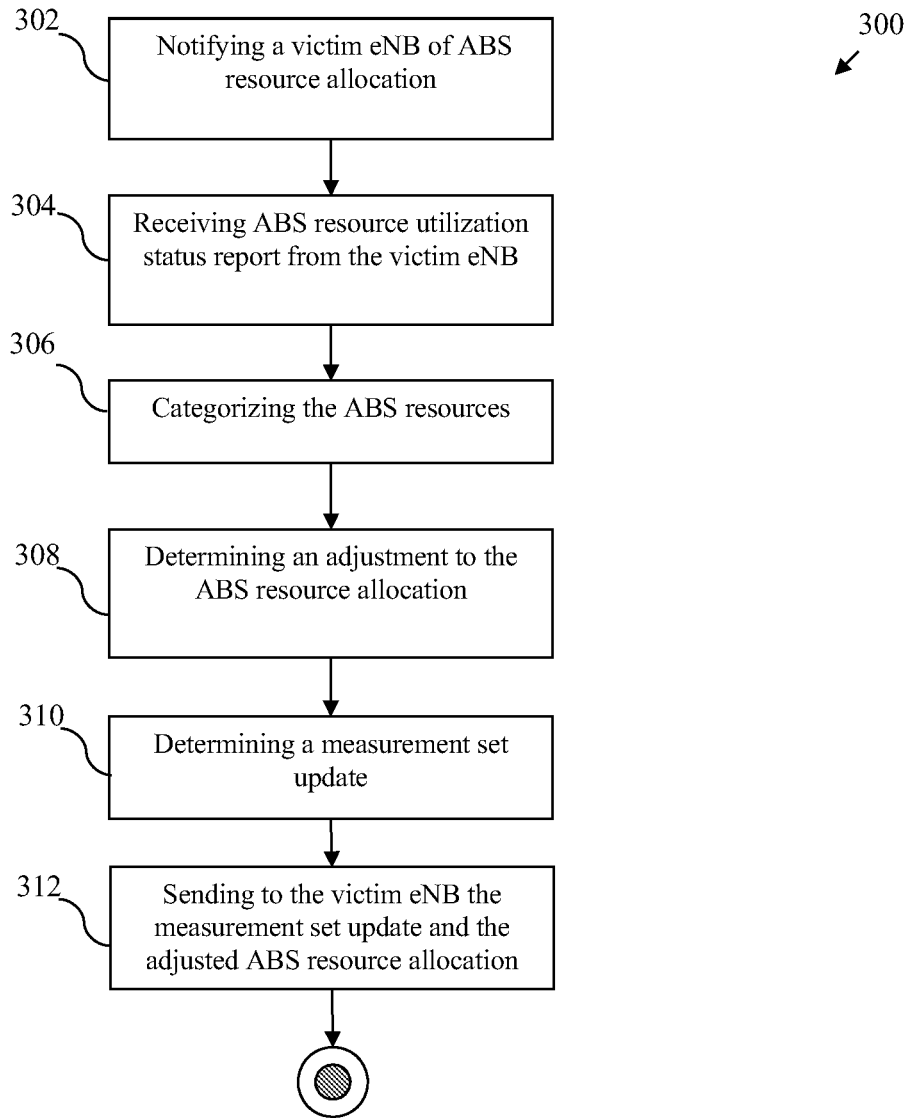 302
Notifying a victim eNB of ABS
resource allocation
300
304
Receiving ABS resource utilization
status report from the victim eNB
306
Categorizing the ABS resources
308
Determining an adjustment to the
ABS resource allocation
310
Determining a measurement set
update
312
Sending to the victim eNB the
measurement set update and the
adjusted ABS resource allocation